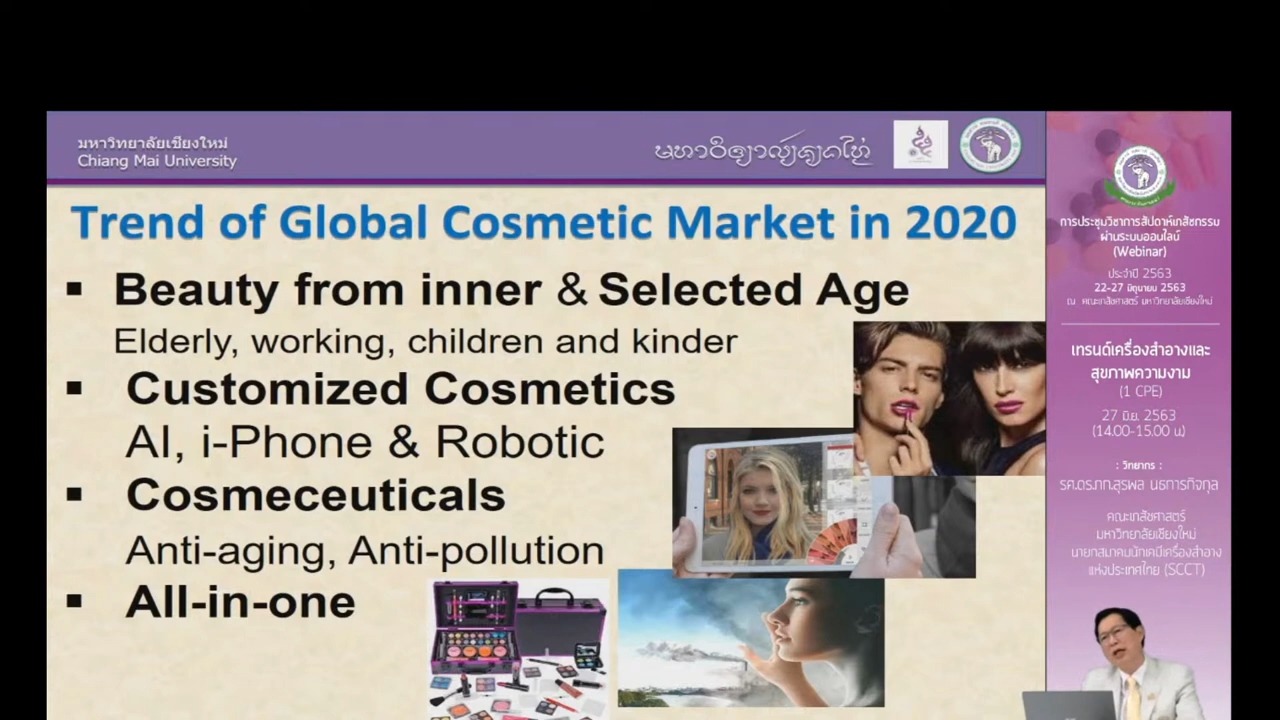 มหาวิทยาลัยเชียงใหม่
Chiang Mai University
Trend of Global Cosmetic Market in 2020
▪ Beauty from inner & Selected Age
Elderly, working, children and kinder
▪ Customized Cosmetics
AI, i-Phone & Robotic
▪ Cosmeceuticals
Anti-aging, Anti-pollution
▪ All-in-one
การประชุมวิชาการสัปดาห์เภสัชกรรม
ผ่านระบบออนไลน์
(Webinar)
ประจำปี 2563
22-27 มิถุนายน 2563
ณ คณะเภสัชศาสตร์ มหาวิทยาลัยเชียงใหม่
เทรนด์เครื่องสำอางและ
สุขภาพความงาม
(1 CPE)
27 มิ.ย. 2563
(14.00-15.00 น)
: วิทยากร :
รศ.ดร.ภก.สุรพล นธการกิจกุล
คณะเภสัชศาสตร์
มหาวิทยาลัยเชียงใหม่
นายกสมาคมนักเคมีเครื่องสำอาง
แห่งประเทศไทย (SCCT)